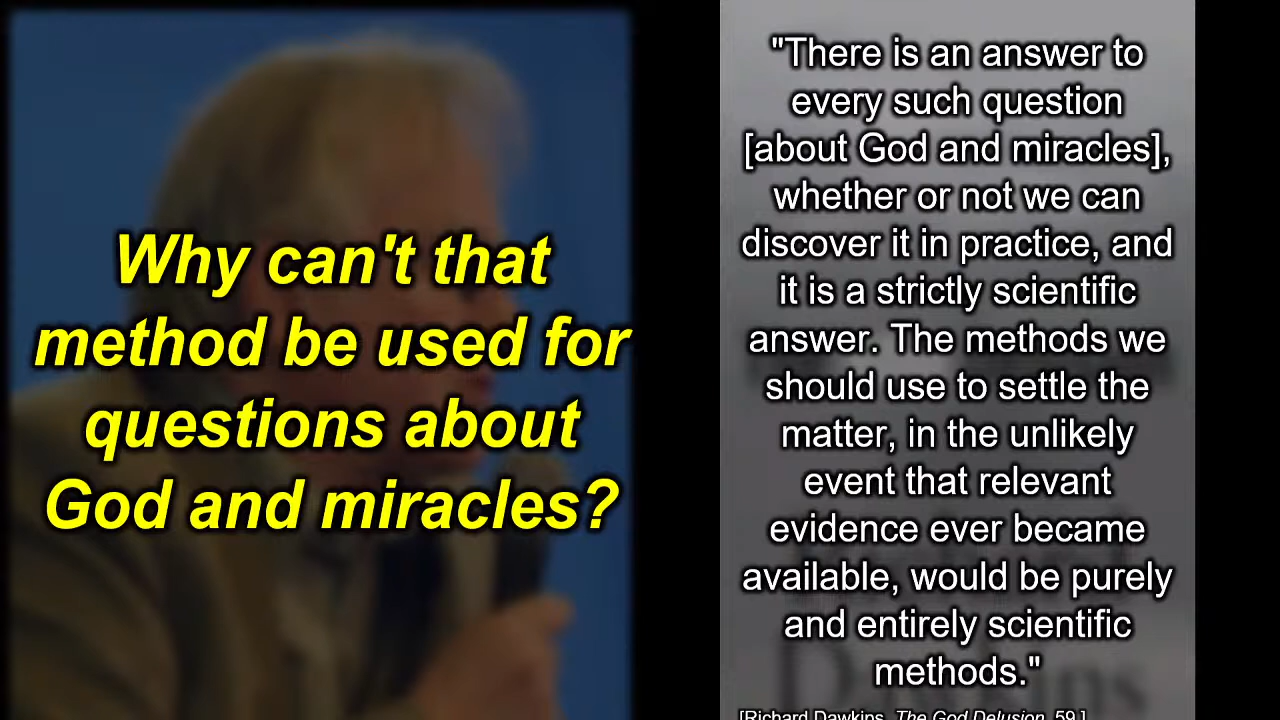 Why can't that
method be used for
questions about
God and miracles?
"There is an answer to
every such question
[about God and miracles],
whether or not we can
discover it in practice, and
it is a strictly scientific
answer. The methods we
should use to settle the
matter, in the unlikely
event that relevant
evidence ever became
available, would be purely
and entirely scientific
methods."
[Richard Dawkins, The God Delusion, 59.]